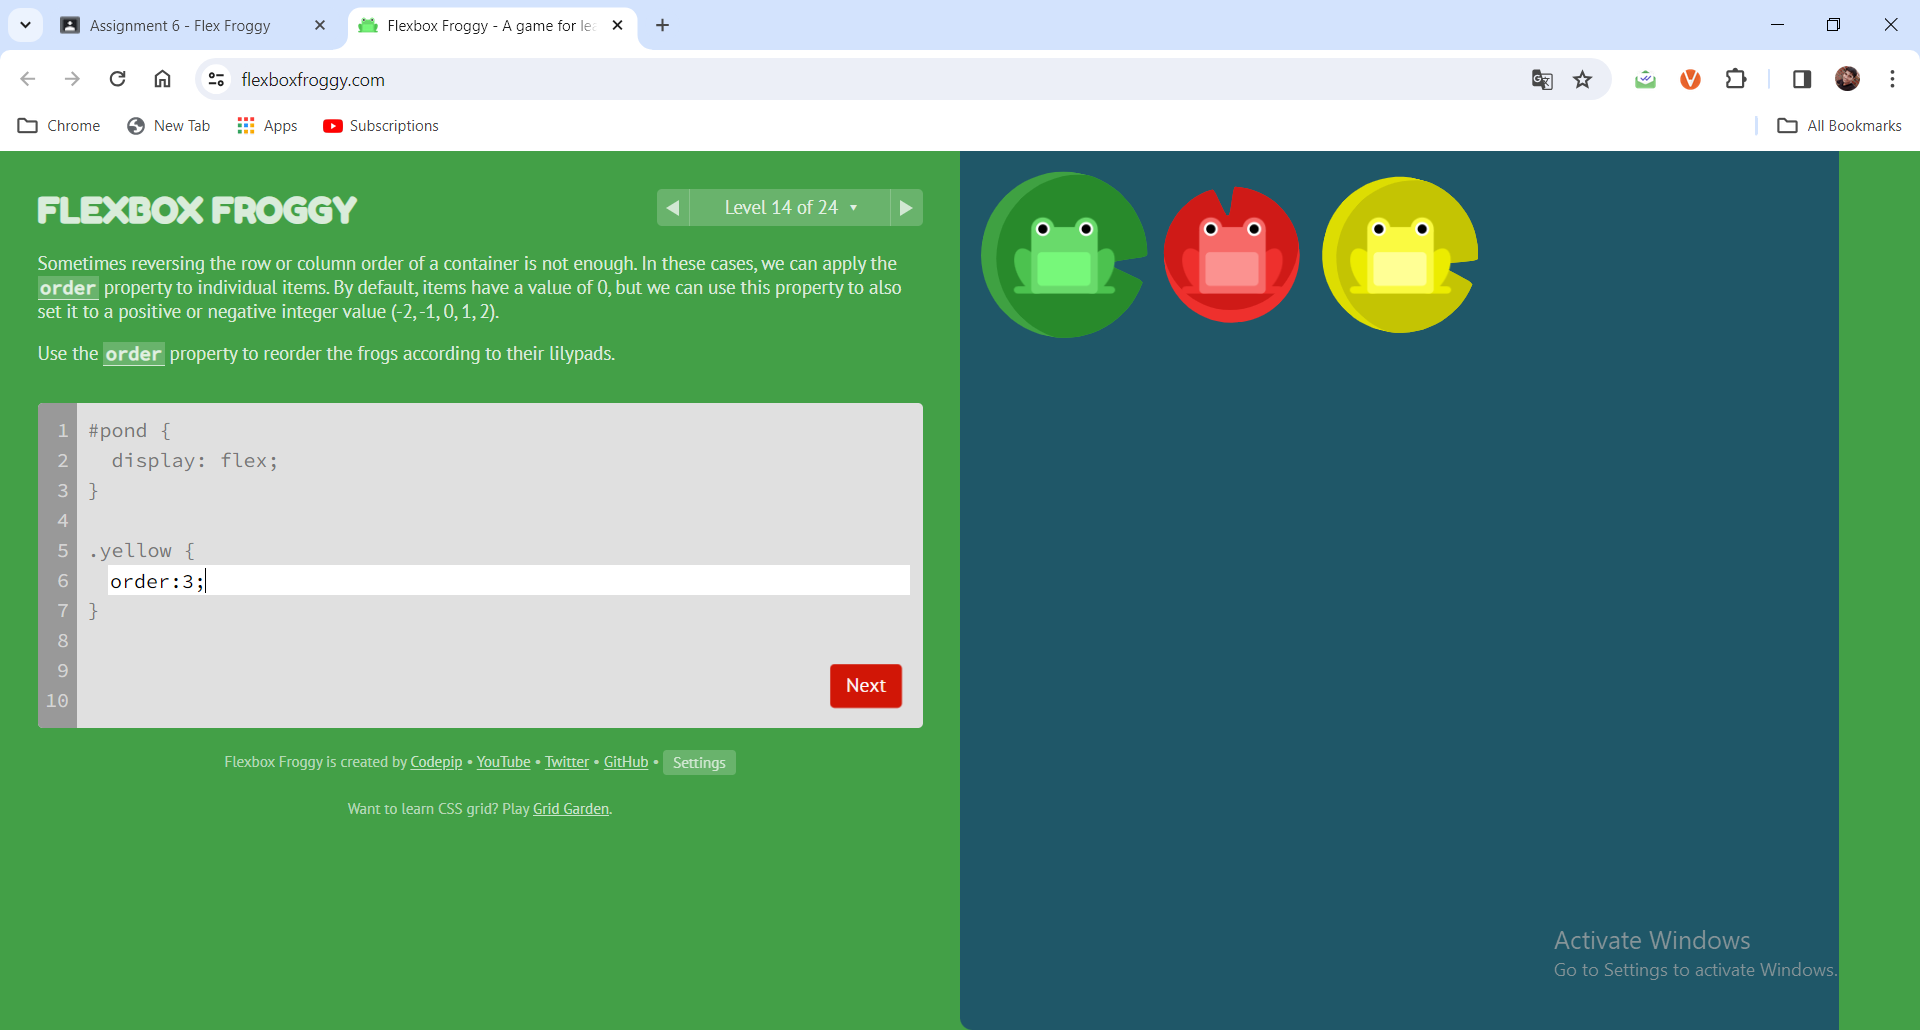 Assignment 6 - Flex Froggy
Flexbox Froggy - A game for lea
flexboxfroggy.com
Chrome
New Tab
Apps
Subscriptions
All Bookmarks
FLEXBOX FROGGY
Level 14 of 24
Sometimes reversing the row or column order of a container is not enough. In these cases, we can apply the
order property to individual items. By default, items have a value of 0, but we can use this property to also
set it to a positive or negative integer value (-2, -1, 0, 1, 2).
Use the order property to reorder the frogs according to their lilypads.
1 #pond {
2 display: flex;
3 }
4
5 .yellow {
6 order:3;
7 }
8
9
10
Next
Flexbox Froggy is created by Codepip • YouTube • Twitter • GitHub • Settings
Want to learn CSS grid? Play Grid Garden.
Activate Windows
Go to Settings to activate Windows.